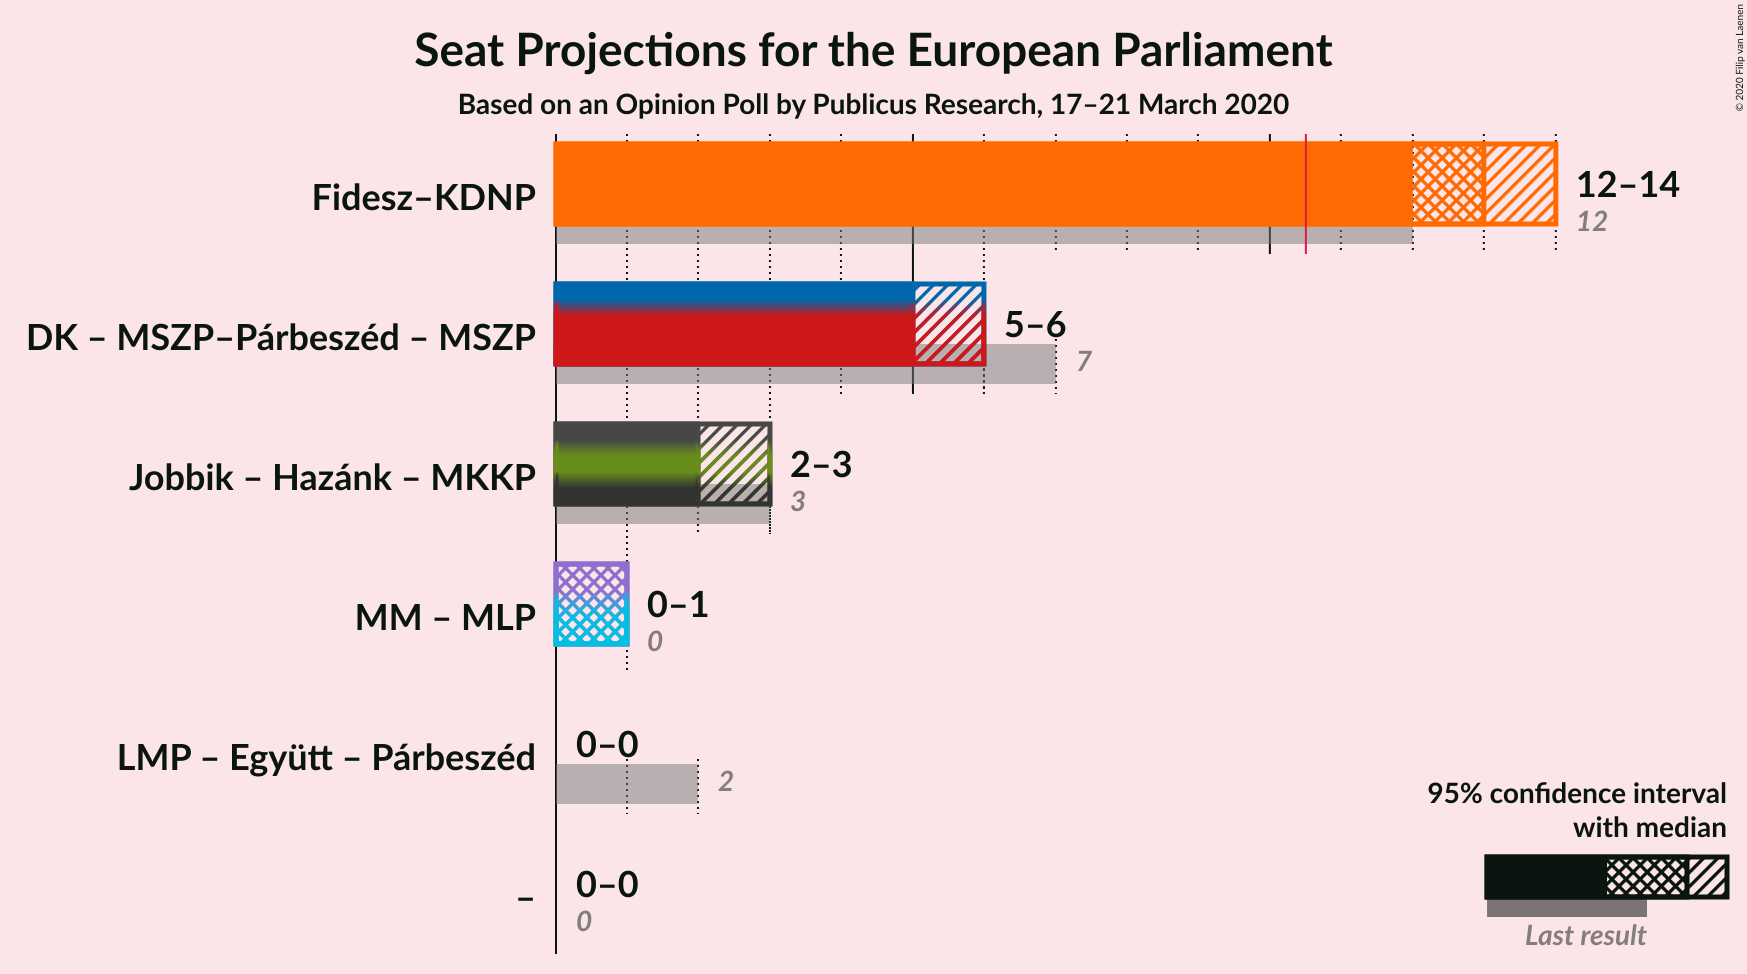 Seat Projections for the European Parliament
Based on an Opinion Poll by Publicus Research, 17–21 March 2020
© 2020 Filip van Laenen
Fidesz–KDNP
12–14
12
DK – MSZP–Párbeszéd – MSZP
5–6
7
Jobbik – Hazánk – MKKP
2–3
3
MM – MLP
0–1
0
LMP – Együtt – Párbeszéd
0–0
2
–
0–0
0
95% confidence interval
with median
Last result